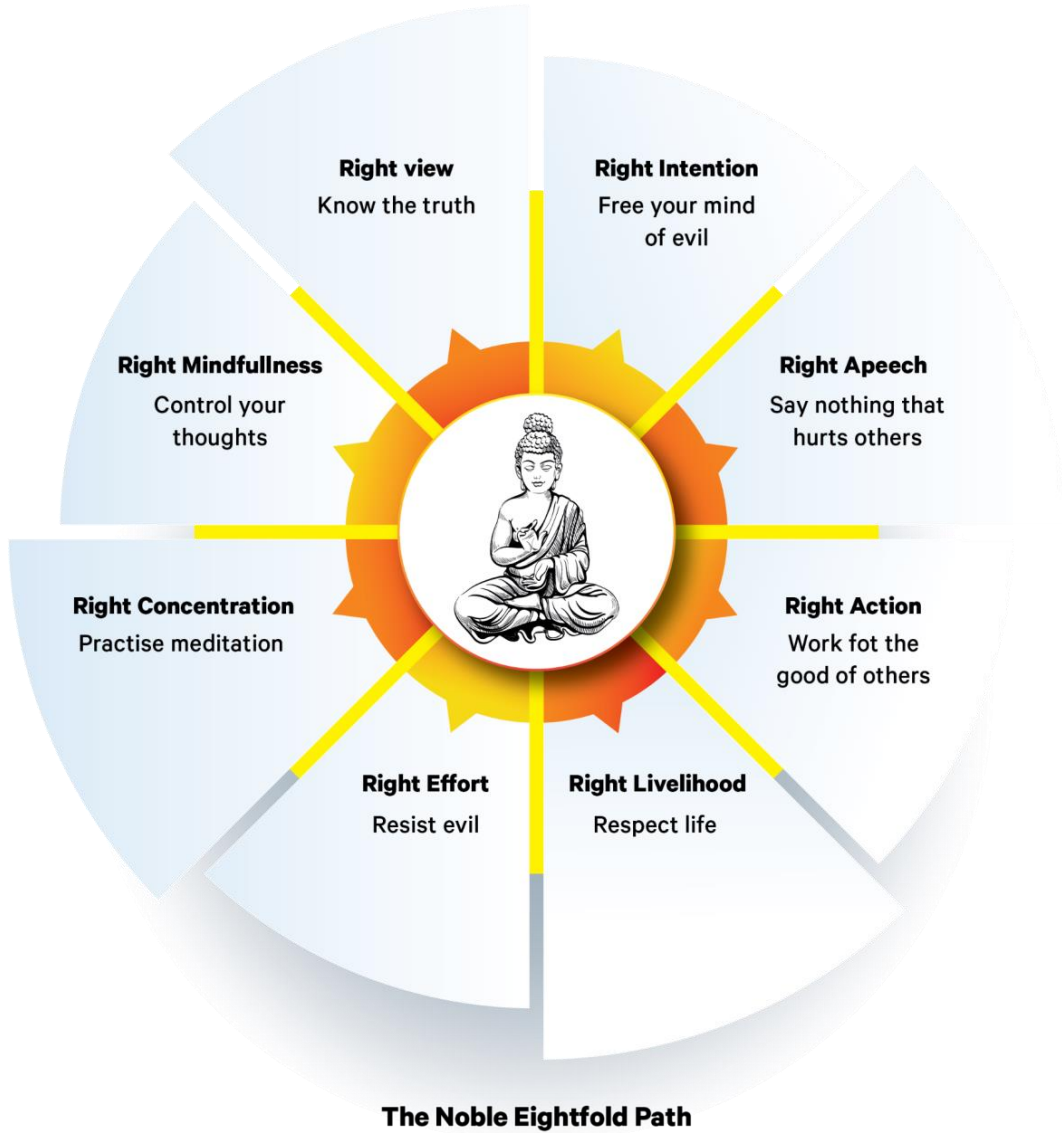 Right view
Know the truth
Right Intention
Free your mind
of evil
Right Apeech
Say nothing that
hurts others
Right Action
Work fot the
good of others
Right Livelihood
Respect life
Right Effort
Resist evil
Right Concentration
Practise meditation
Right Mindfullness
Control your
thoughts
The Noble Eightfold Path